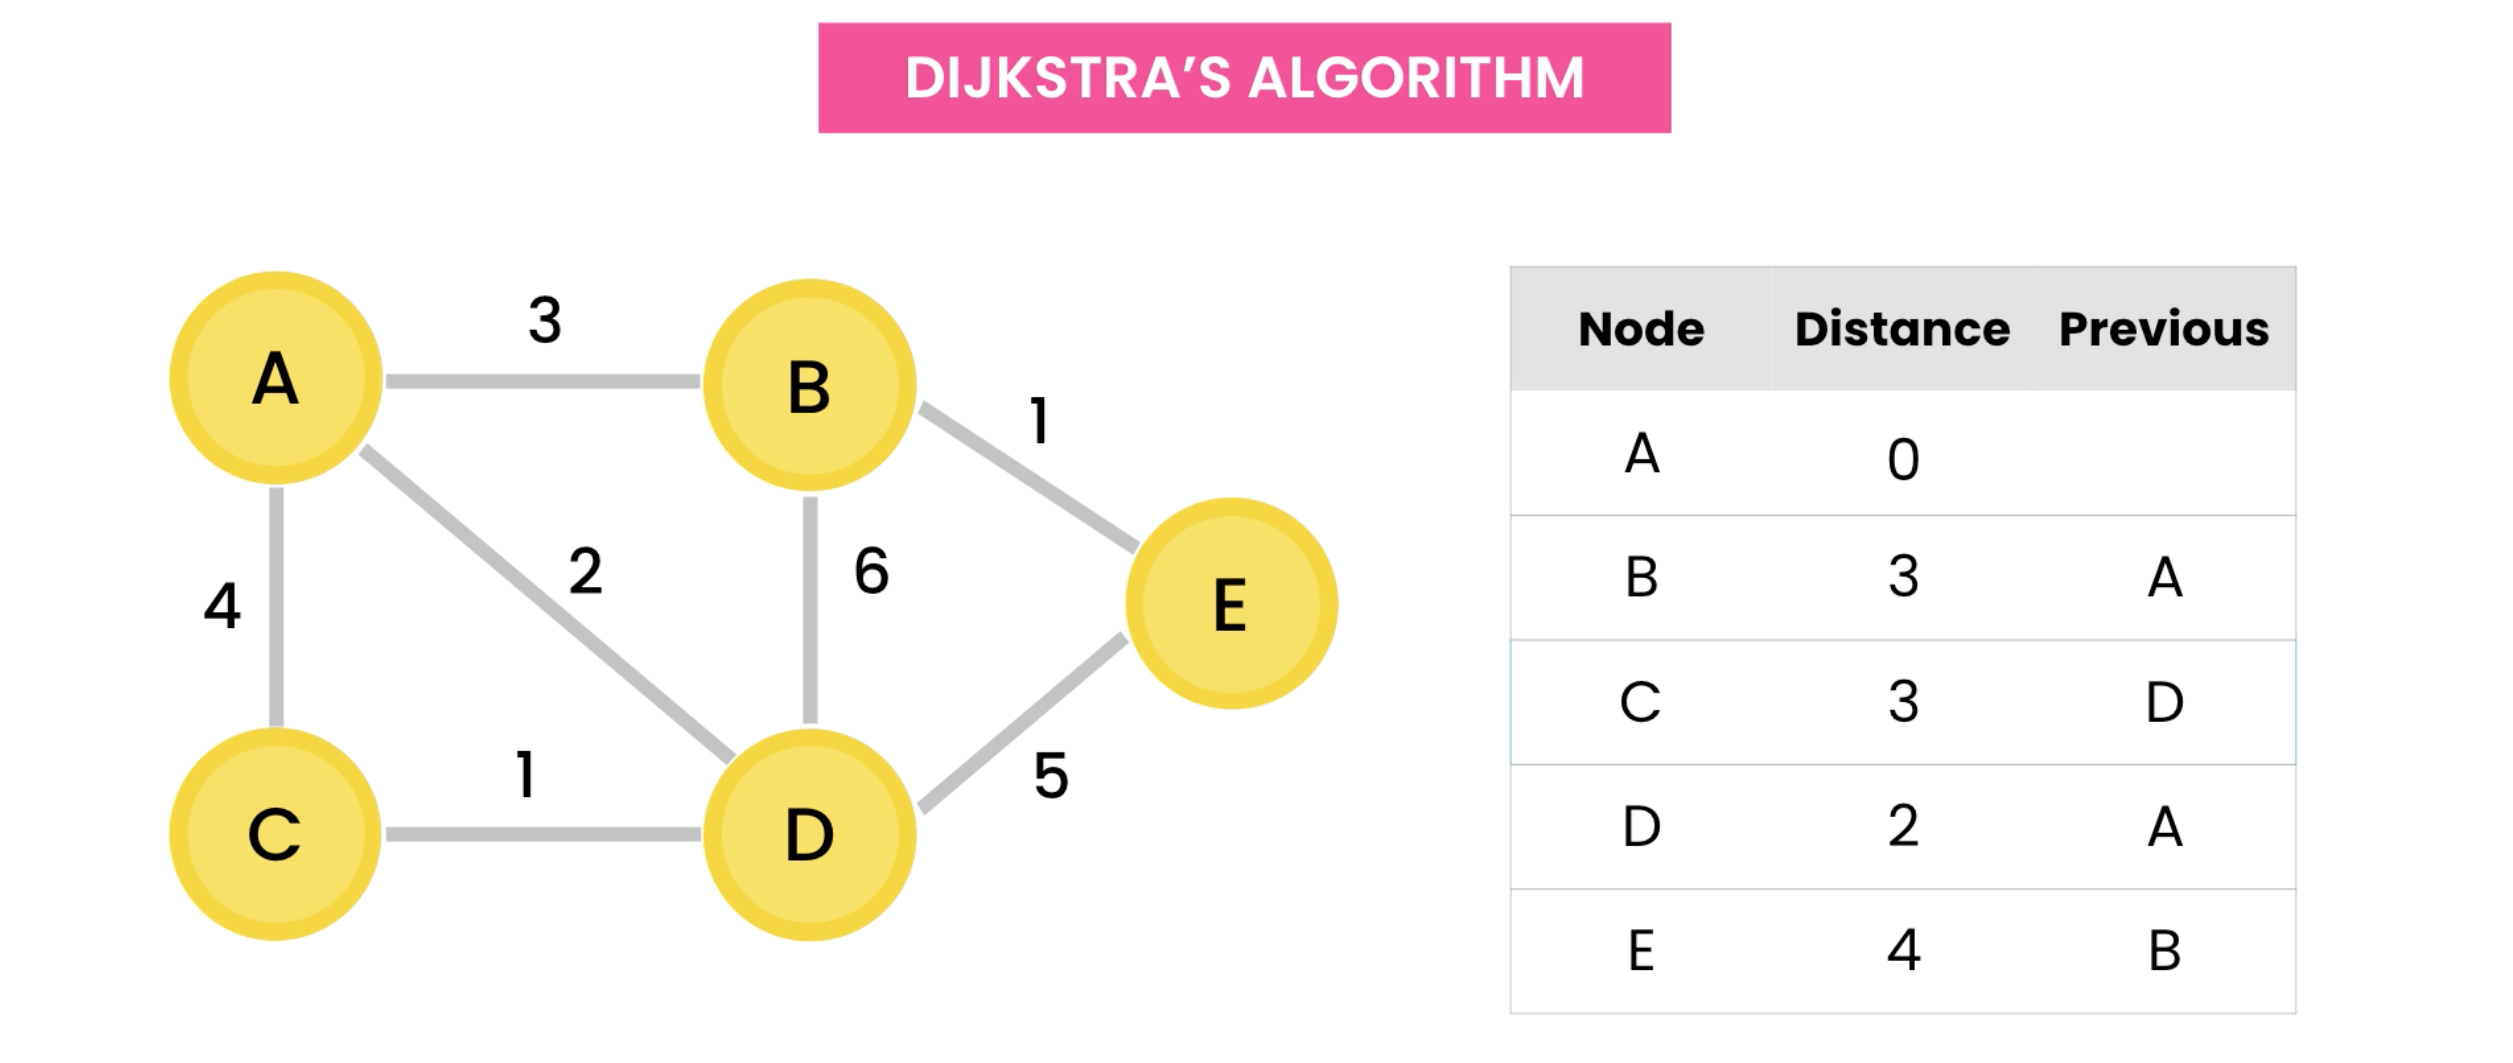 DIJKSTRA’S ALGORITHM
3
A
B
1
4
2
6
E
1
5
C
D
Node Distance Previous
A 0
B 3 A
C 3 D
D 2 A
E 4 B